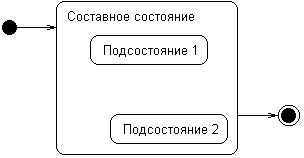 Составное состояние
Подсостояние 1
Подсостояние 2